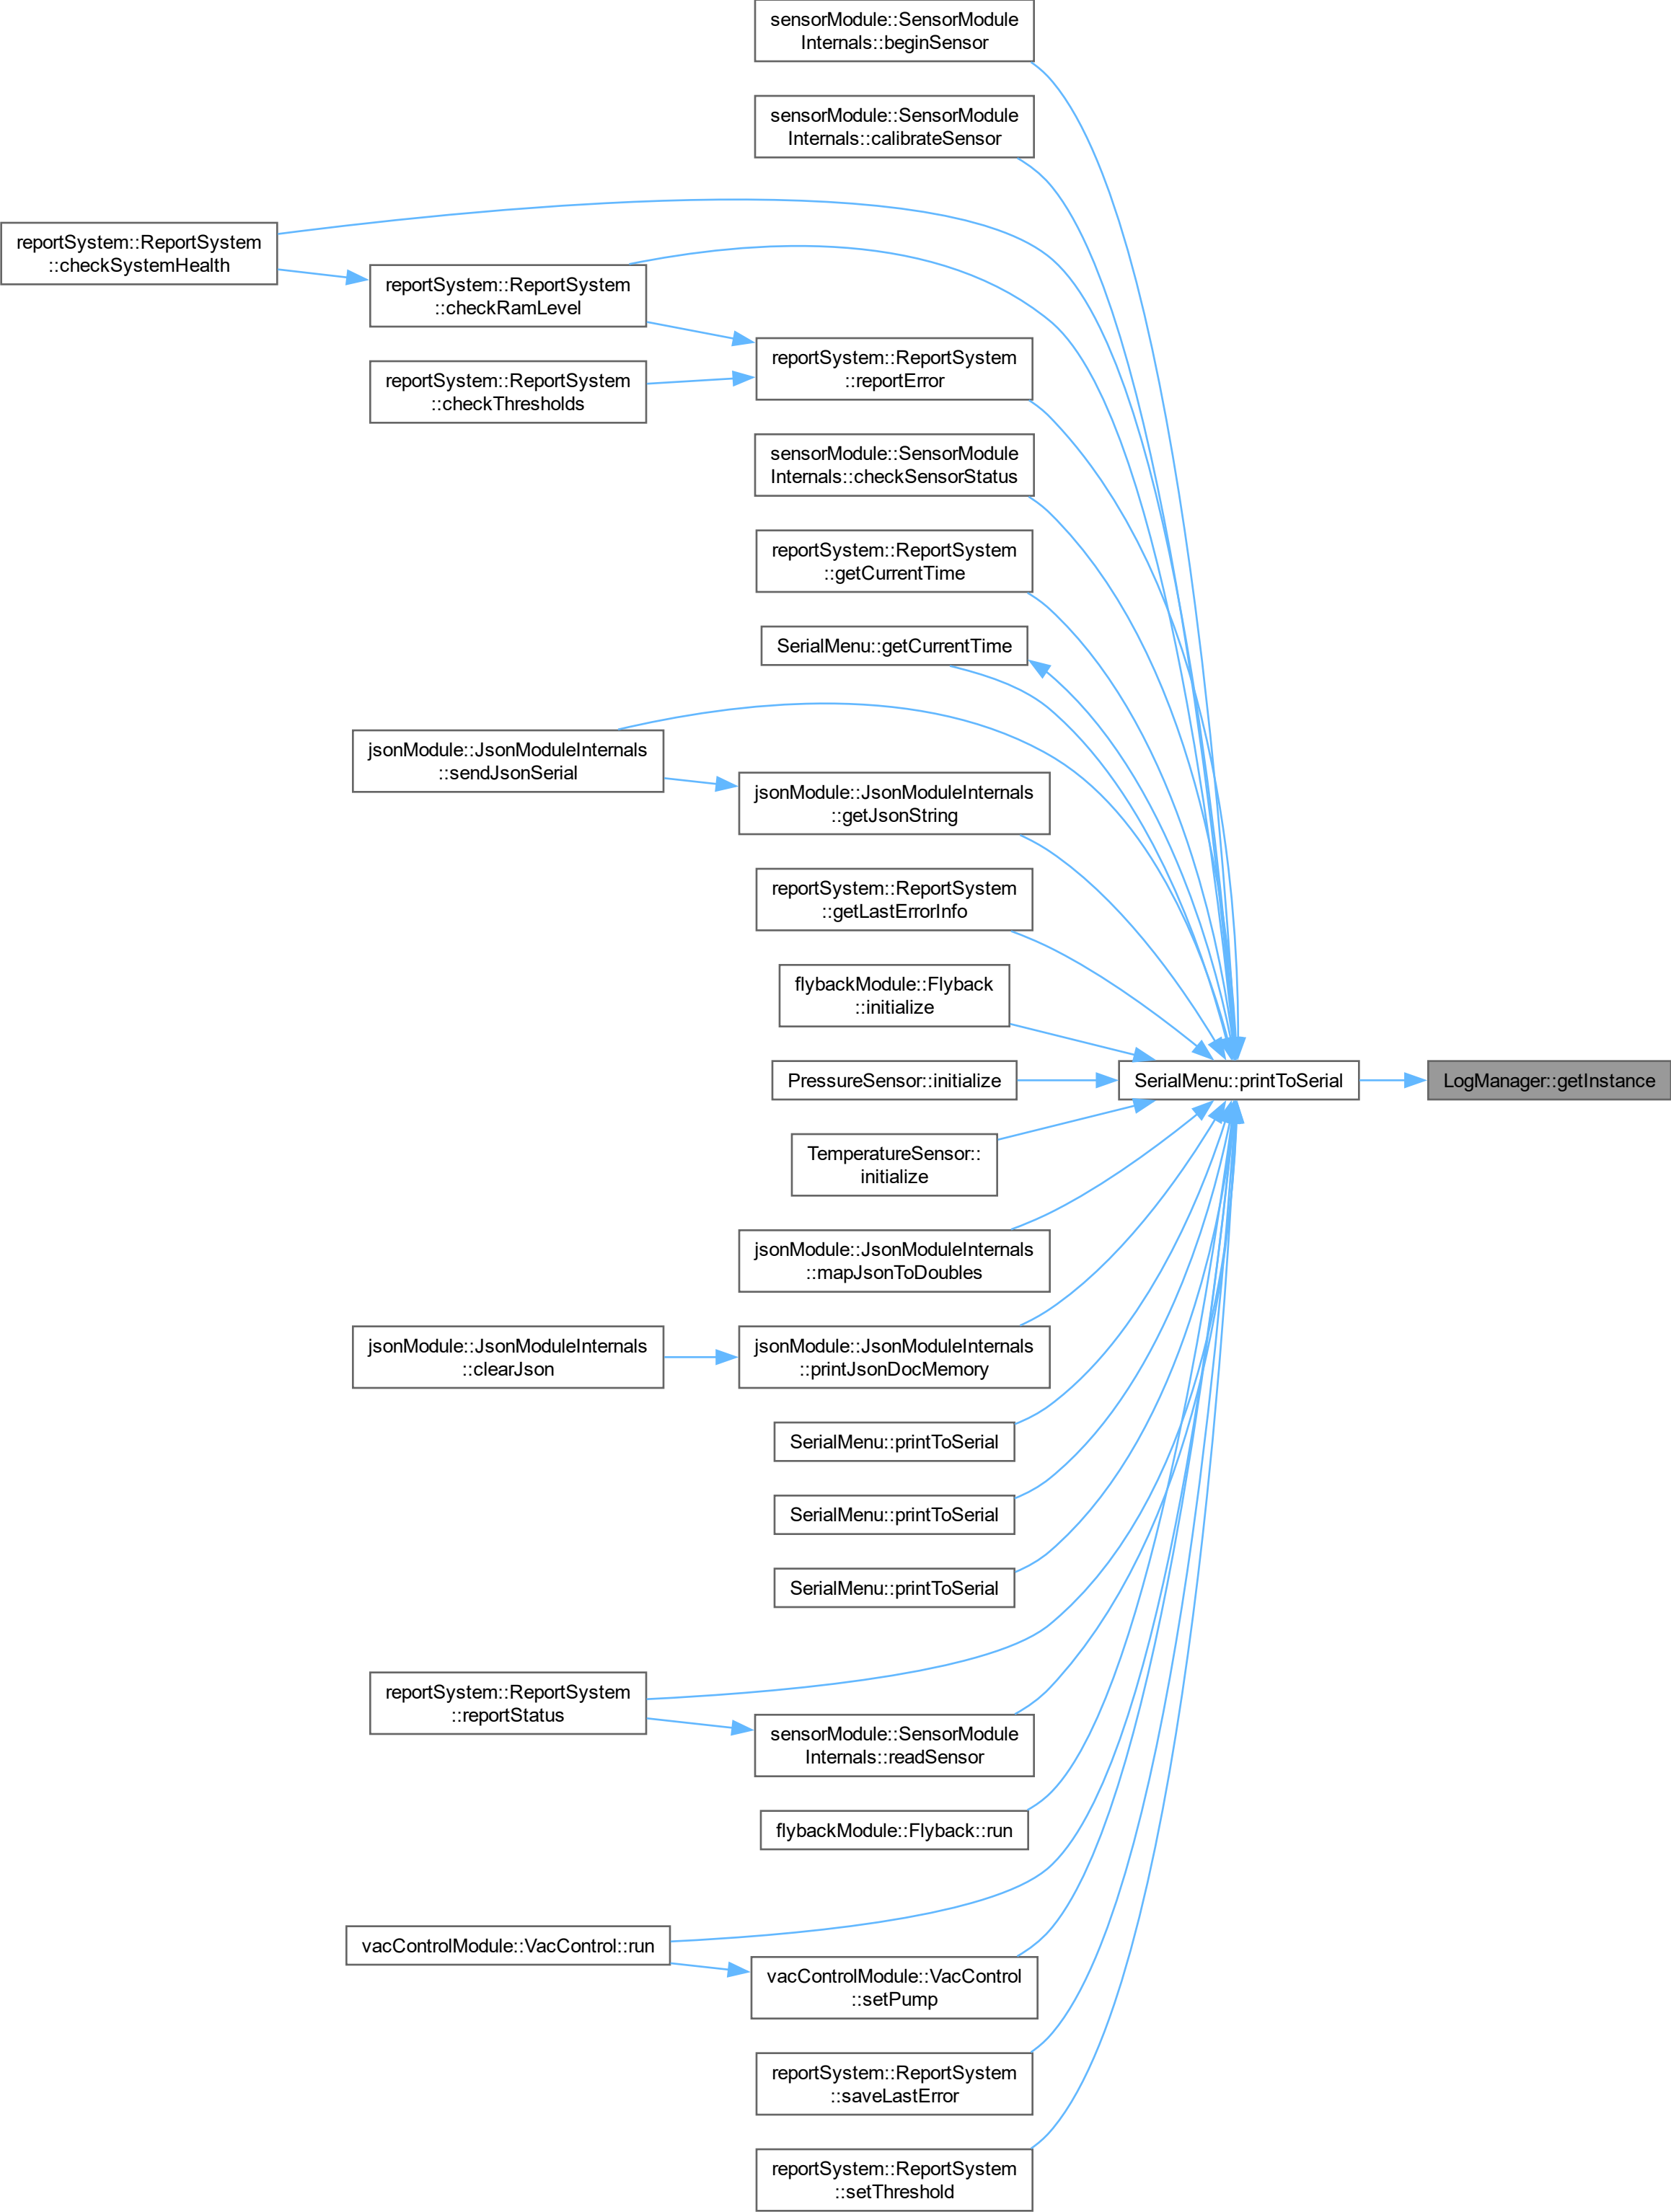 sensorModule::SensorModule
Internals::beginSensor
sensorModule::SensorModule
Internals::calibrateSensor
reportSystem::ReportSystem
::checkSystemHealth
reportSystem::ReportSystem
::checkRamLevel
reportSystem::ReportSystem
::reportError
reportSystem::ReportSystem
::checkThresholds
sensorModule::SensorModule
Internals::checkSensorStatus
reportSystem::ReportSystem
::getCurrentTime
SerialMenu::getCurrentTime
jsonModule::JsonModuleInternals
::sendJsonSerial
jsonModule::JsonModuleInternals
::getJsonString
reportSystem::ReportSystem
::getLastErrorInfo
flybackModule::Flyback
::initialize
PressureSensor::initialize
SerialMenu::printToSerial
LogManager::getInstance
TemperatureSensor::
initialize
jsonModule::JsonModuleInternals
::mapJsonToDoubles
jsonModule::JsonModuleInternals
::clearJson
jsonModule::JsonModuleInternals
::printJsonDocMemory
SerialMenu::printToSerial
SerialMenu::printToSerial
SerialMenu::printToSerial
reportSystem::ReportSystem
::reportStatus
sensorModule::SensorModule
Internals::readSensor
flybackModule::Flyback::run
vacControlModule::VacControl::run
vacControlModule::VacControl
::setPump
reportSystem::ReportSystem
::saveLastError
reportSystem::ReportSystem
::setThreshold